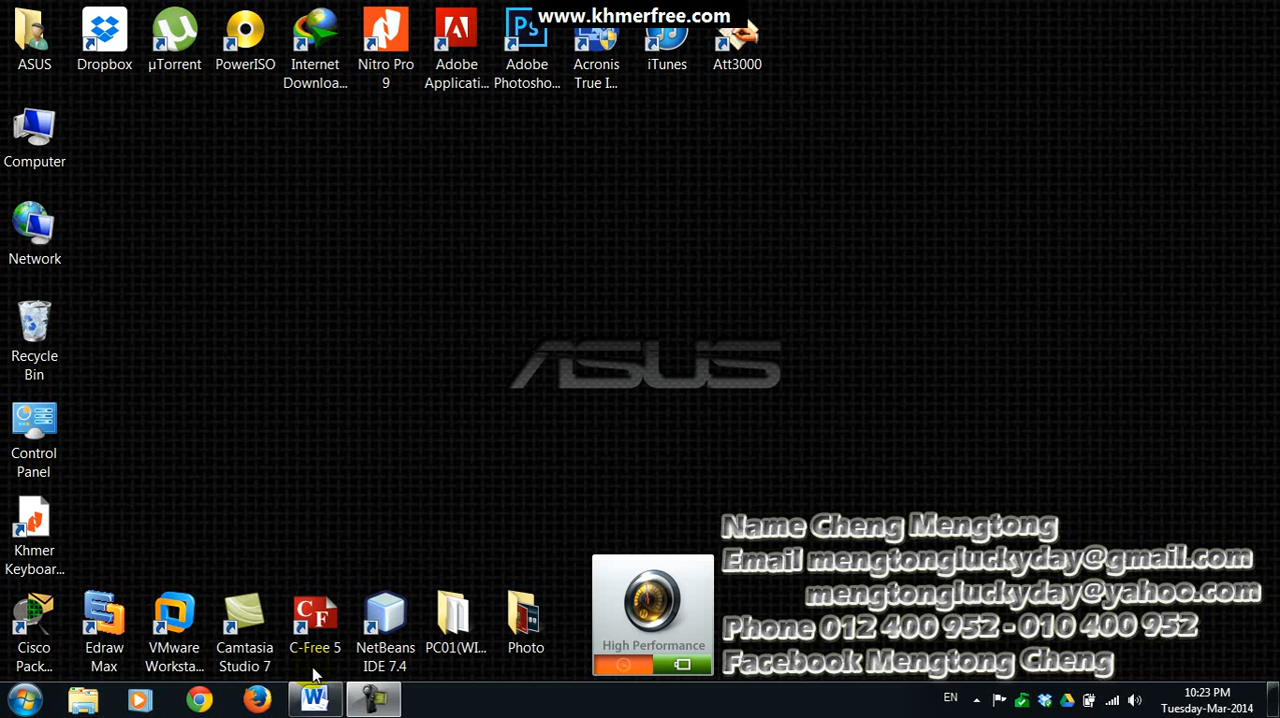 www.khmerfree.com
ASUS
Dropbox
µTorrent
PowerISO
Internet
Downloa...
Nitro Pro
9
Adobe
Applicati...
Adobe
Photosho...
Acronis
True I...
iTunes
Att3000
Computer
Network
Recycle
Bin
Control
Panel
Khmer
Keyboar...
ASUS
Cisco
Pack...
Edraw
Max
VMware
Worksta...
Camtasia
Studio 7
C-Free 5
NetBeans
IDE 7.4
PC01(WI...
Photo
High Performance
Name Cheng Mengtong
Email mengtongluckyday@gmail.com
mengtongluckyday@yahoo.com
Phone 012 400 952 - 010 400 952
Facebook Mengtong Cheng
EN
10:23 PM
Tuesday-Mar-2014